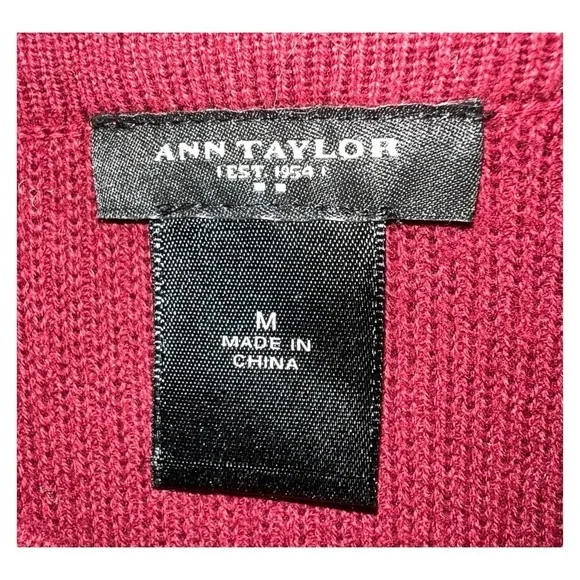 ANN TAYLOR
EST. 1954
M
MADE IN
CHINA